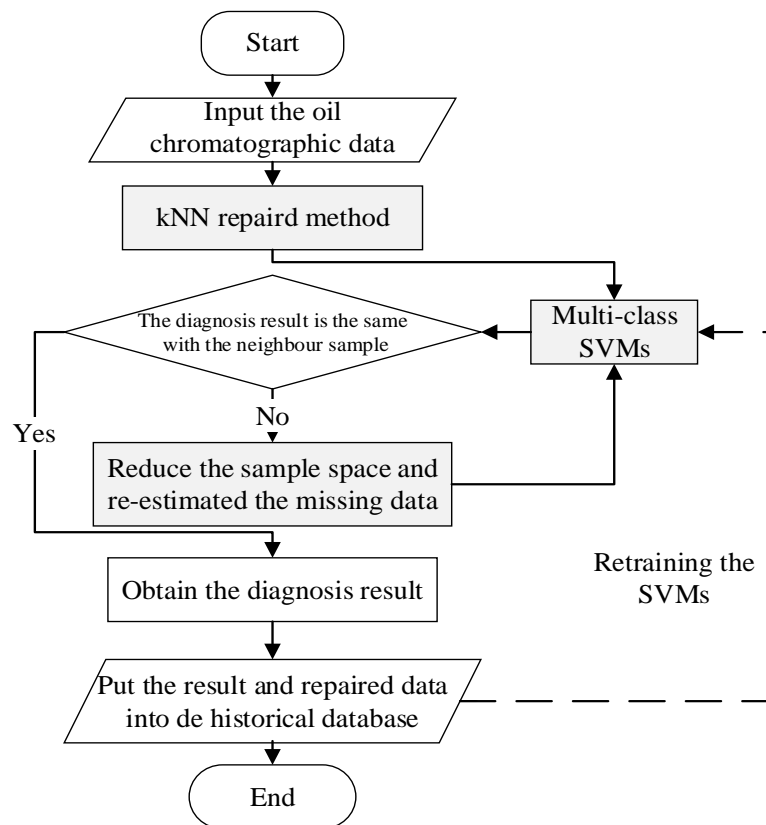 Start
Input the oil
chromatographic data
kNN repaird method
The diagnosis result is the same
with the neighbour sample
Multi-class
SVMs
No
Yes
Reduce the sample space and
re-estimated the missing data
Obtain the diagnosis result
Retraining the
SVMs
Put the result and repaired data
into de historical database
End